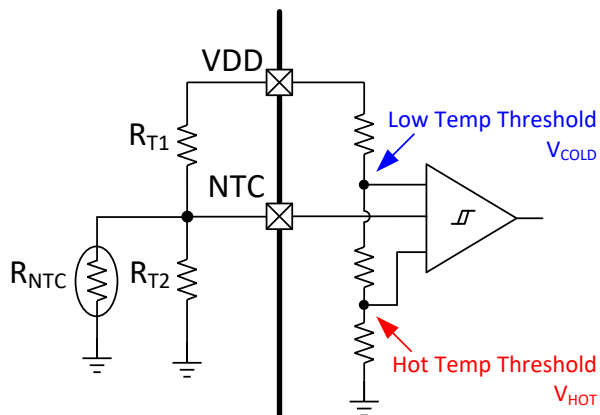 VDD
Low Temp Threshold
VCOLD
RT1
NTC
RNTC
RT2
Hot Temp Threshold
VHOT